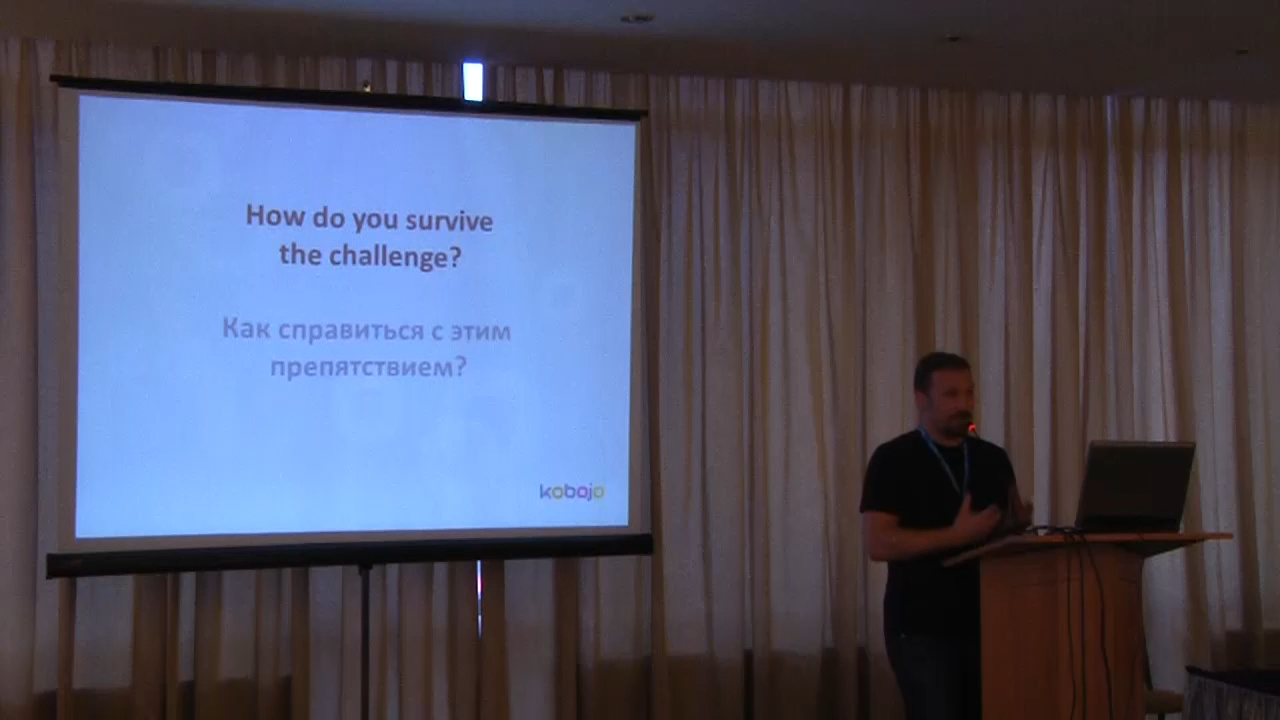 How do you survive
the challenge?
Как справиться с этим
препятствием?
kobojo